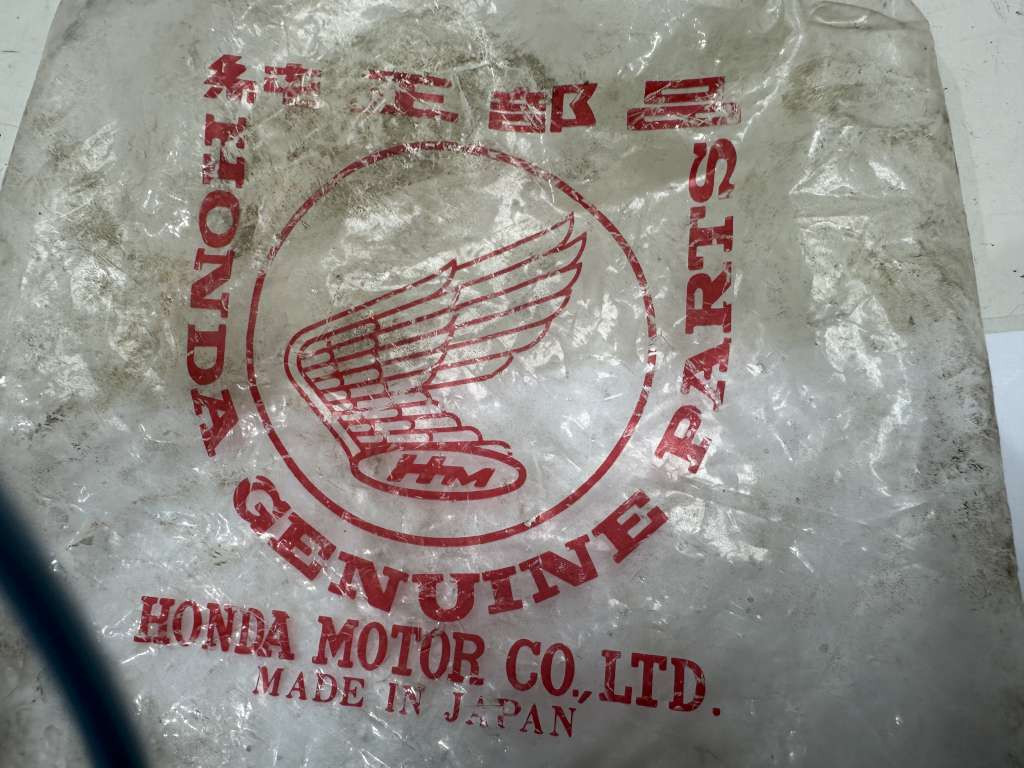 純正部品
HONDA GENUINE PARTS
HM
HONDA MOTOR CO., LTD.
MADE IN JAPAN